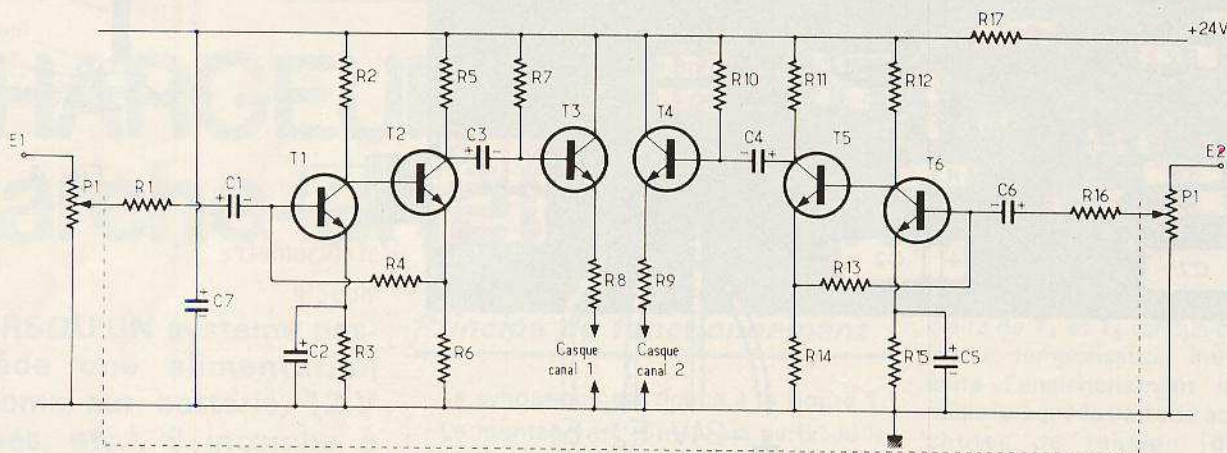 R17
+24V
R2
R5
R7
R10
R11
R12
T3
T4
E1
T2
C3
C4
T5
E2
P1
R1
C1
T1
T6
C6
R16
P1
R4
R13
C7
R8
R9
C2
R3
R6
Casque canal 1
Casque canal 2
R14
R15
C5